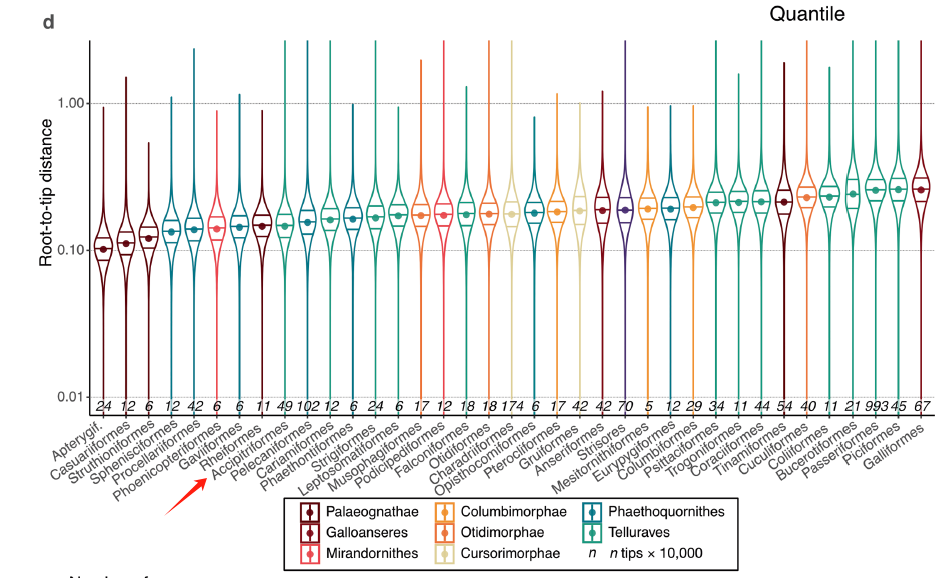 Quantile
d
Root-to-tip distance
1.00
0.10
0.01
24 12 6 12 42 6 6 11 49 102 12 6 24 6 17 12 18 18 174 6 17 42 42 70 5 12 29 34 11 44 54 40 11 21 993 45 67
Apterygif.
Casuariiformes
Struthioniformes
Sphenisciformes
Procellariiformes
Phoenicopteriformes
Gaviiformes
Rheiformes
Accipitriformes
Pelecaniformes
Cariamiformes
Phaethontiformes
Strigiformes
Leptosomatiformes
Musophagiformes
Podicipediformes
Falconiformes
Otidiformes
Charadriiformes
Opisthocomiformes
Pterocliformes
Gruiformes
Anseriformes
Strisores
Mesitornithiformes
Eurypygiformes
Columbiformes
Psittaciformes
Trogoniformes
Coraciiformes
Tinamiformes
Cuculiformes
Coliiformes
Bucerotiformes
Passeriformes
Piciformes
Galliformes
Palaeognathae Columbimorphae Phaethoquornithes
Galloanseres Otidimorphae Telluraves
Mirandornithes Cursorimorphae n n tips × 10,000